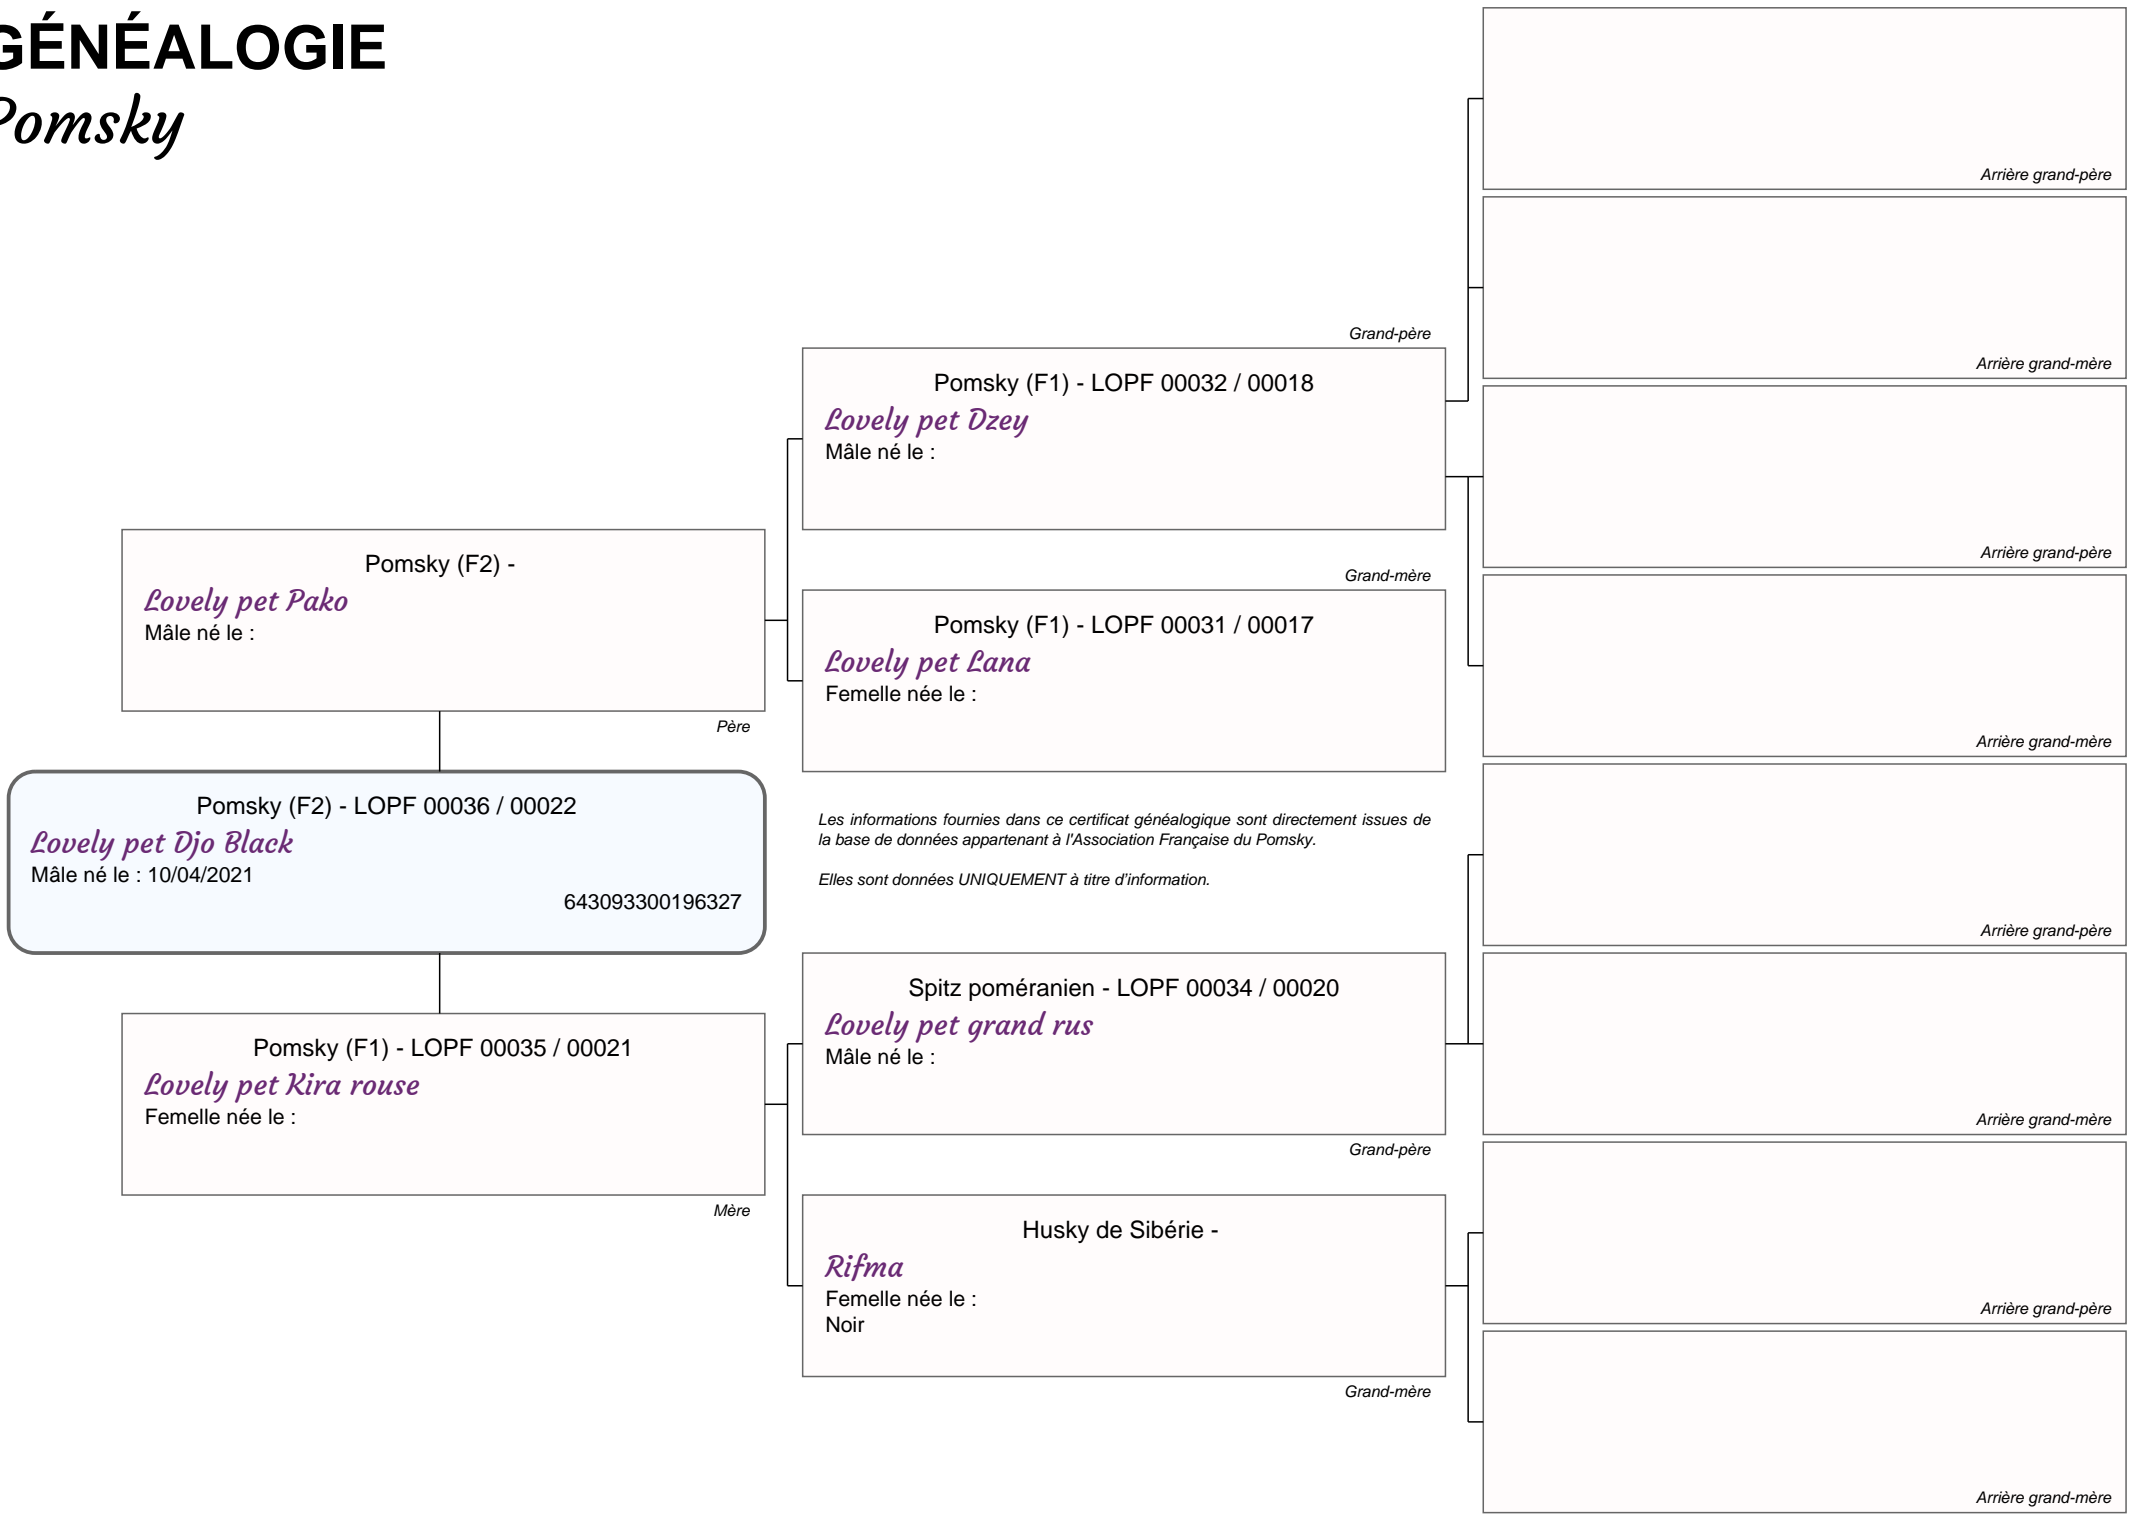 GÉNÉALOGIE
Pomsky
Arrière grand-père
Arrière grand-mère
Grand-père
Pomsky (F1) - LOPF 00032 / 00018
Lovely pet Dzey
Mâle né le :
Arrière grand-père
Pomsky (F2) -
Lovely pet Pako
Mâle né le :
Père
Grand-mère
Pomsky (F1) - LOPF 00031 / 00017
Lovely pet Lana
Femelle née le :
Arrière grand-mère
Pomsky (F2) - LOPF 00036 / 00022
Lovely pet Djo Black
Mâle né le : 10/04/2021
643093300196327
Les informations fournies dans ce certificat généalogique sont directement issues de
la base de données appartenant à l'Association Française du Pomsky.
Elles sont données UNIQUEMENT à titre d’information.
Arrière grand-père
Pomsky (F1) - LOPF 00035 / 00021
Lovely pet Kira rouse
Femelle née le :
Mère
Spitz poméranien - LOPF 00034 / 00020
Lovely pet grand rus
Mâle né le :
Grand-père
Arrière grand-mère
Husky de Sibérie -
Rifma
Femelle née le :
Noir
Grand-mère
Arrière grand-père
Arrière grand-mère